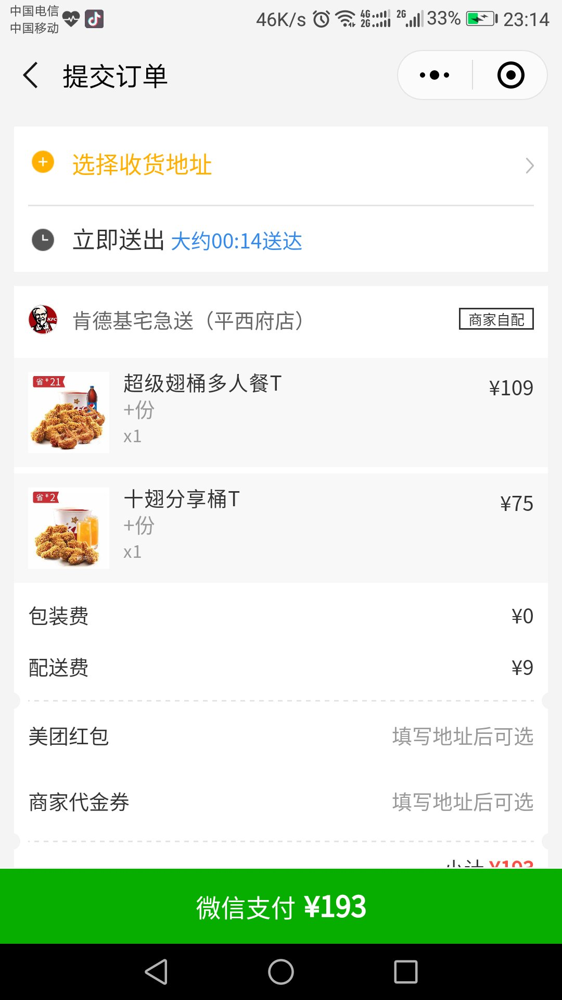 中国电信
中国移动
46K/s 4G 2G 2G 33% 23:14
提交订单
选择收货地址
立即送出 大约00:14送达
KFC 肯德基宅急送（平西府店） 商家自配
省¥21
超级翅桶多人餐T ¥109
+份
x1
省¥2
十翅分享桶T ¥75
+份
x1
包装费 ¥0
配送费 ¥9
美团红包 填写地址后可选
商家代金券 填写地址后可选
小计 ¥193
微信支付 ¥193